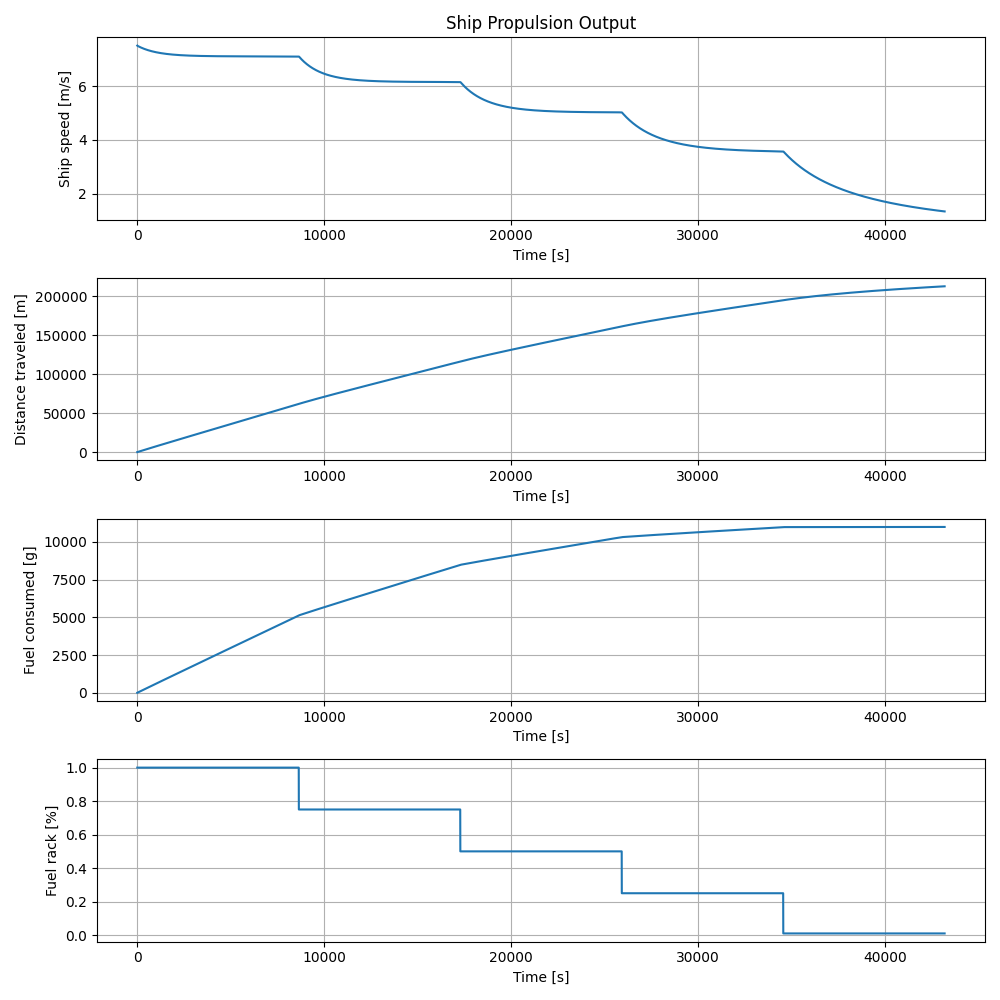 Ship Propulsion Output
Ship speed [m/s]
6
4
2
0 10000 20000 30000 40000
Time [s]
Distance traveled [m]
200000
150000
100000
50000
0
0 10000 20000 30000 40000
Time [s]
Fuel consumed [g]
10000
7500
5000
2500
0
0 10000 20000 30000 40000
Time [s]
Fuel rack [%]
1.0
0.8
0.6
0.4
0.2
0.0
0 10000 20000 30000 40000
Time [s]